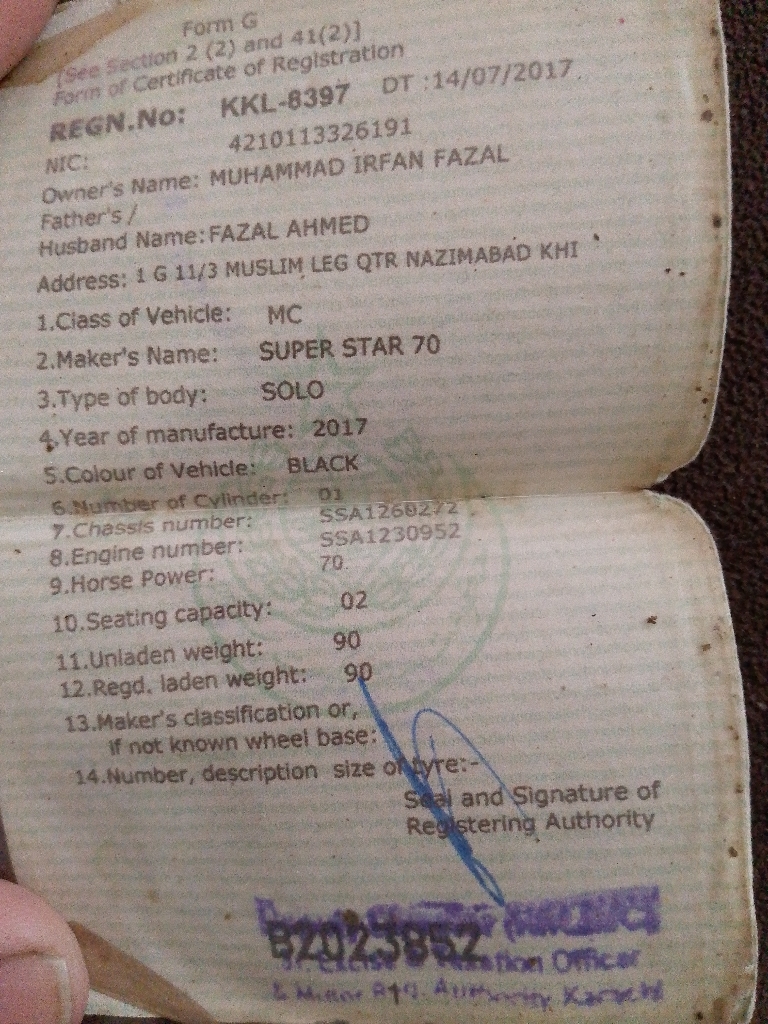 Form G
[See Section 2 (2) and 41(2)]
Form of Certificate of Registration
REGN.No: KKL-8397 DT :14/07/2017
NIC: 4210113326191
Owner's Name: MUHAMMAD IRFAN FAZAL
Father's /
Husband Name:FAZAL AHMED
Address: 1 G 11/3 MUSLIM LEG QTR NAZIMABAD KHI
1.Class of Vehicle: MC
2.Maker's Name: SUPER STAR 70
3.Type of body: SOLO
4.Year of manufacture: 2017
5.Colour of Vehicle: BLACK
6.Number of Cylinder: 01
7.Chassis number: SSA1260272
8.Engine number: SSA1230952
9.Horse Power: 70.
10.Seating capacity: 02
11.Unladen weight: 90
12.Regd. laden weight: 90
13.Maker's classification or,
if not known wheel base:
14.Number, description size of tyre:-
Seal and Signature of
Registering Authority
B2023852
Taxation Officer
Authority Karachi